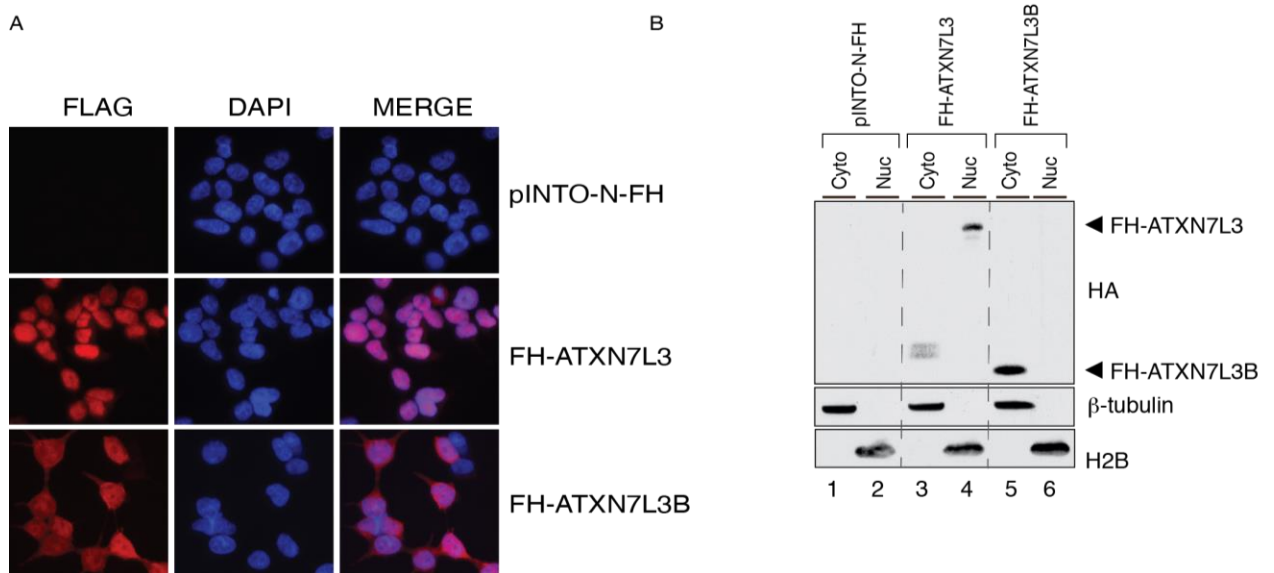 A
FLAG DAPI MERGE
pINTO-N-FH
FH-ATXN7L3
FH-ATXN7L3B
B
pINTO-N-FH
FH-ATXN7L3
FH-ATXN7L3B
Cyto Nuc Cyto Nuc Cyto Nuc
FH-ATXN7L3
HA
FH-ATXN7L3B
β-tubulin
H2B
1 2 3 4 5 6